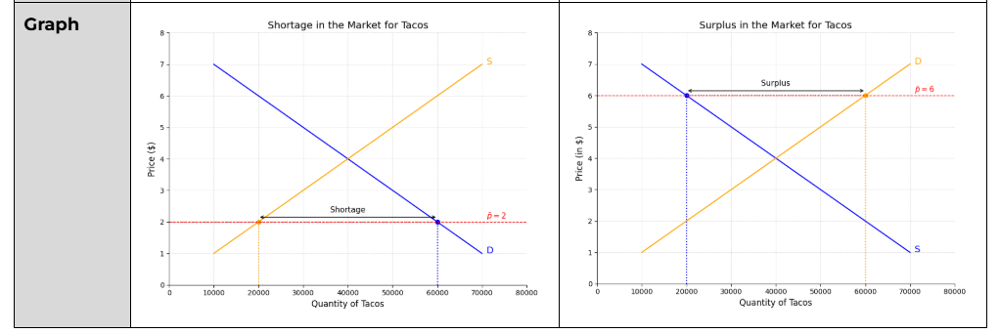 Graph
Shortage in the Market for Tacos
8
7
6
5
4
3
2
1
0
Price ($)
S
Shortage
p̄ = 2
D
0 10000 20000 30000 40000 50000 60000 70000 80000
Quantity of Tacos
Surplus in the Market for Tacos
8
7
6
5
4
3
2
1
0
Price (in $)
D
Surplus
p̄ = 6
S
0 10000 20000 30000 40000 50000 60000 70000 80000
Quantity of Tacos